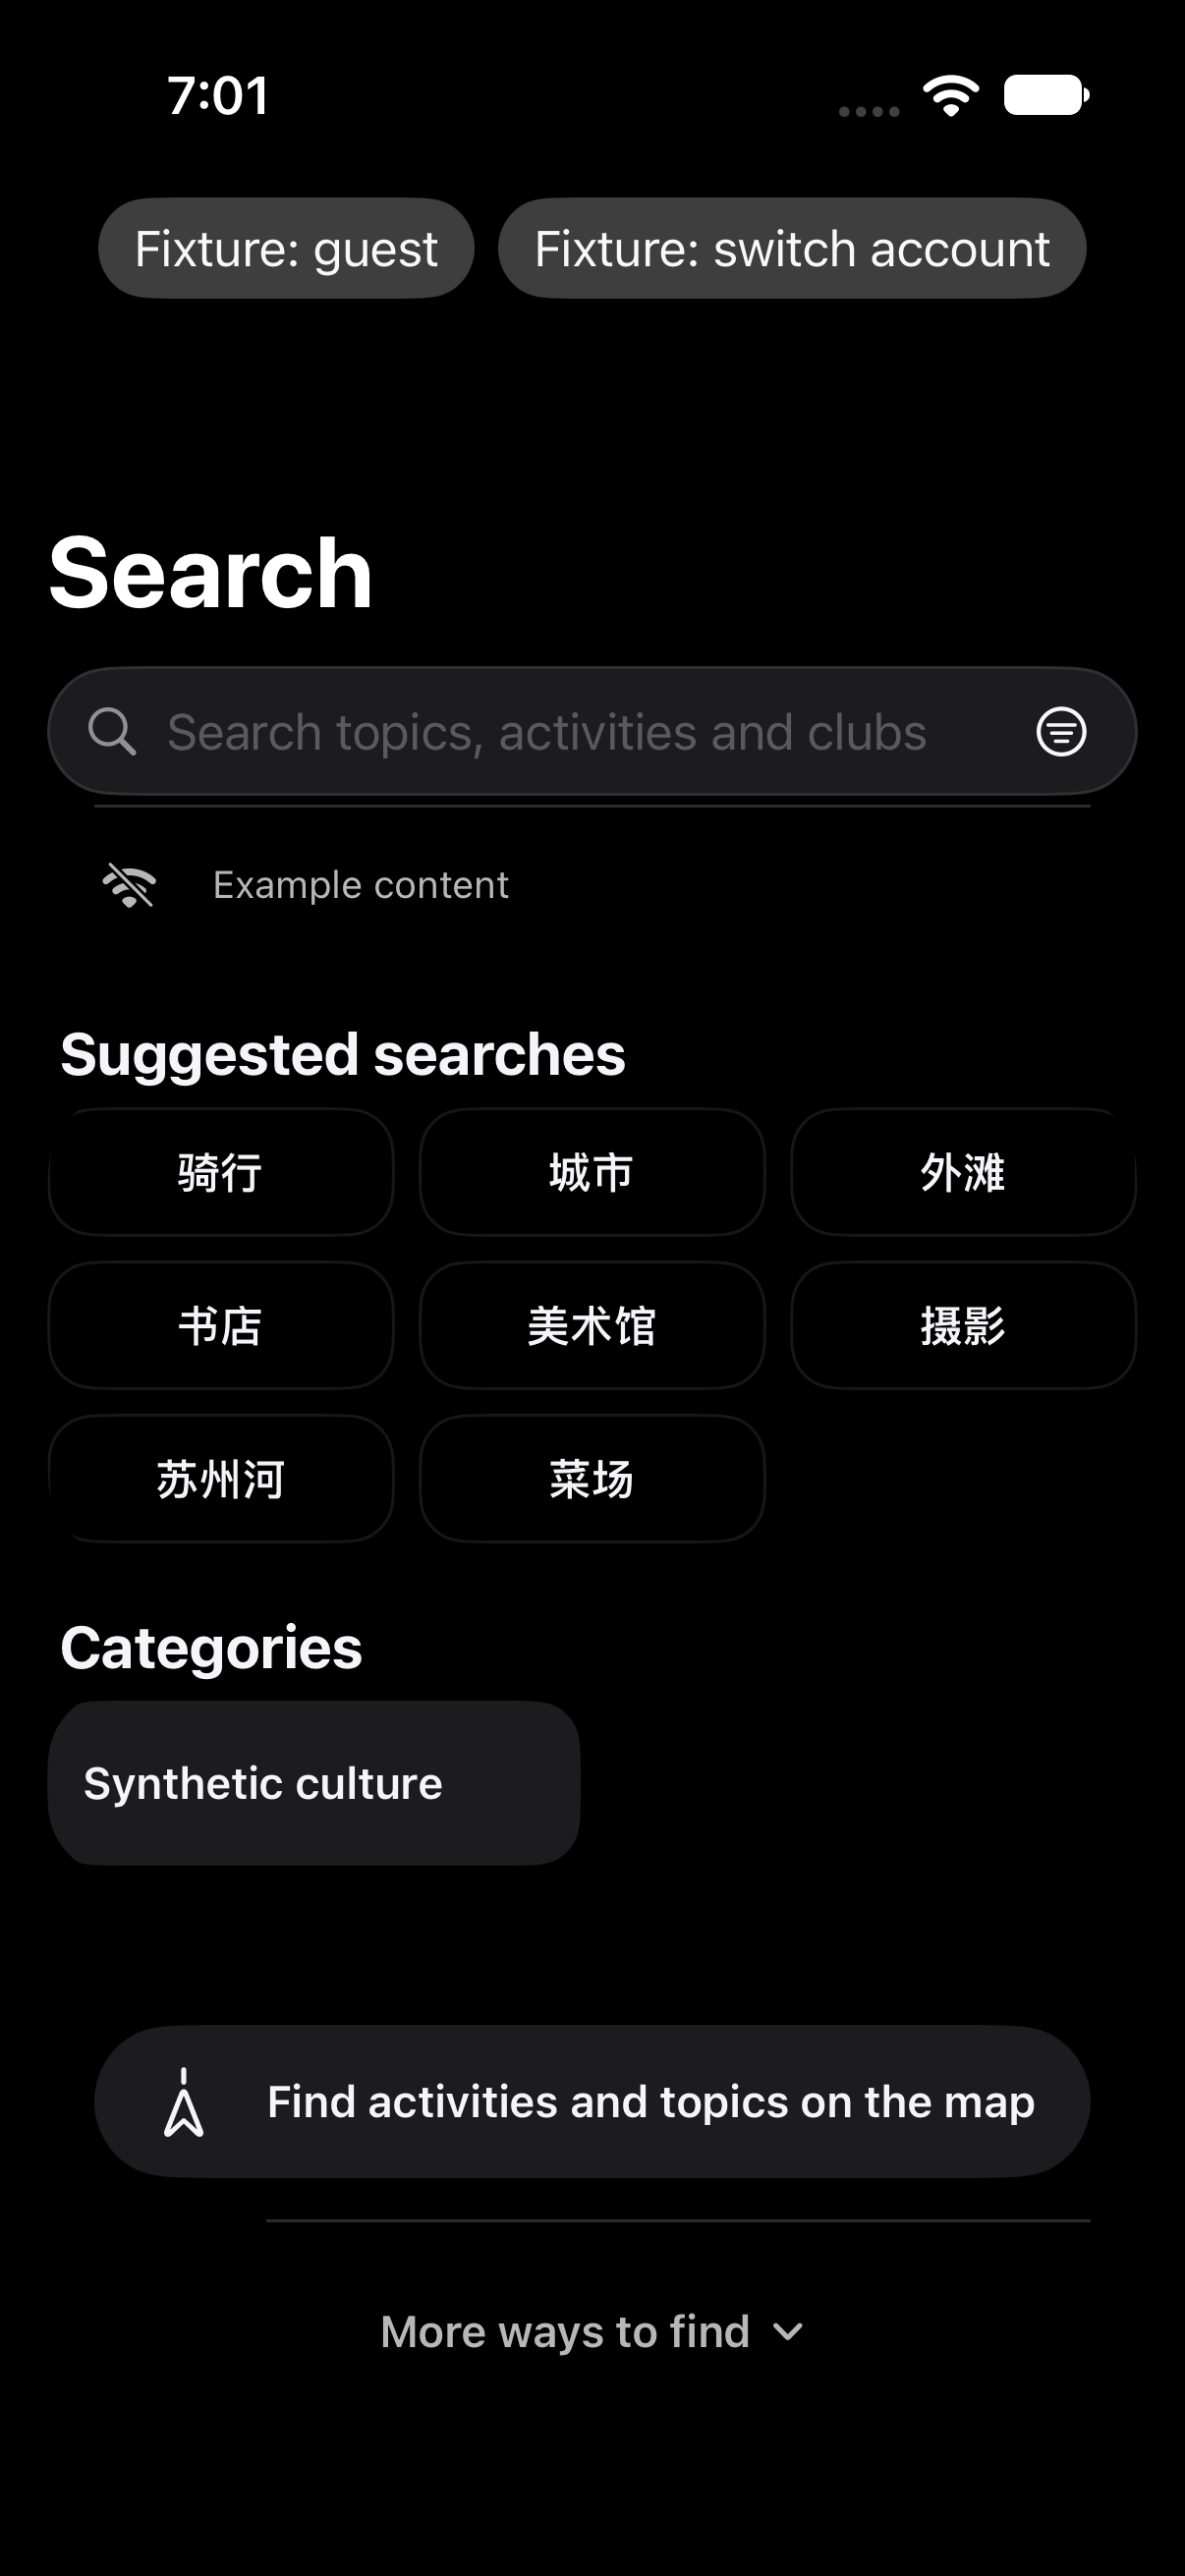 7:01
Fixture: guest Fixture: switch account
Search
Search topics, activities and clubs
Example content
Suggested searches
骑行 城市 外滩
书店 美术馆 摄影
苏州河 菜场
Categories
Synthetic culture
Find activities and topics on the map
More ways to find